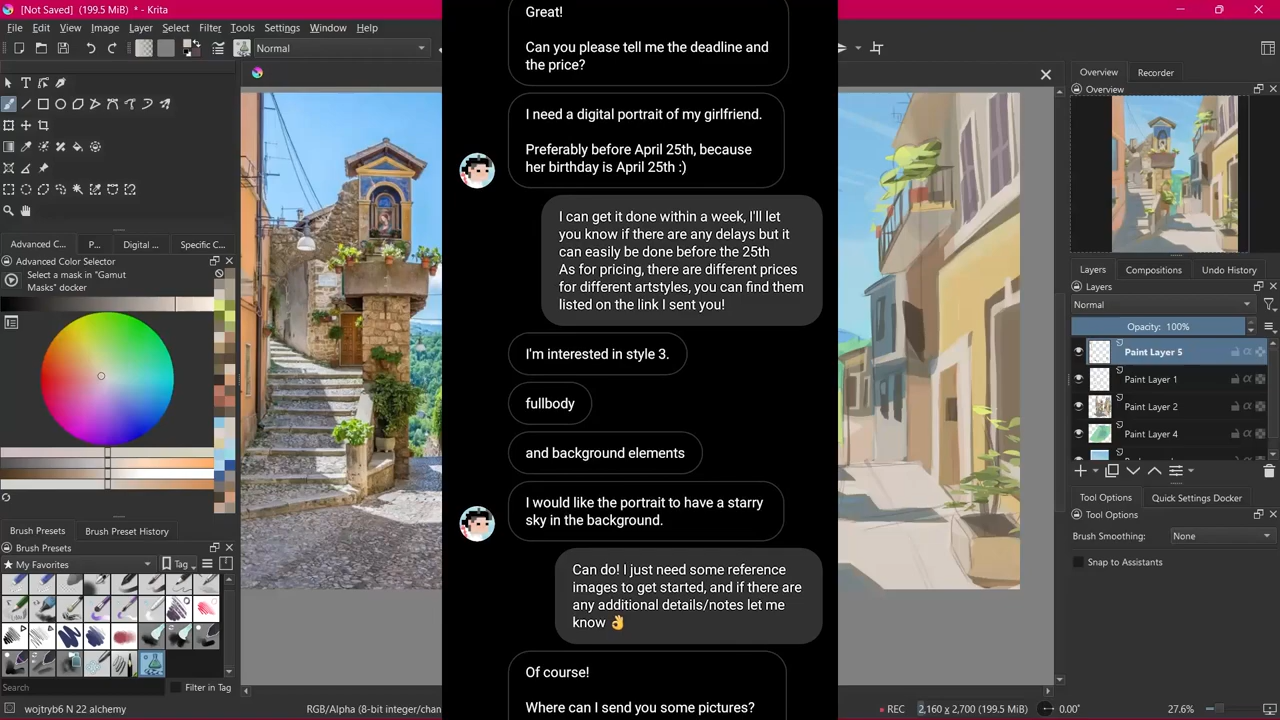 [Not Saved] (199.5 MiB) * - Krita
File Edit View Image Layer Select Filter Tools Settings Window Help
Normal
Advanced C... P... Digital ... Specific C...
Advanced Color Selector
Select a mask in "Gamut
Masks" docker
Brush Presets Brush Preset History
Brush Presets
My Favorites Tag
Search Filter in Tag
wojtryb6 N 22 alchemy RGB/Alpha (8-bit integer/chan
Great!
Can you please tell me the deadline and
the price?
I need a digital portrait of my girlfriend.
Preferably before April 25th, because
her birthday is April 25th :)
I can get it done within a week, I'll let
you know if there are any delays but it
can easily be done before the 25th
As for pricing, there are different prices
for different artstyles, you can find them
listed on the link I sent you!
I'm interested in style 3.
fullbody
and background elements
I would like the portrait to have a starry
sky in the background.
Can do! I just need some reference
images to get started, and if there are
any additional details/notes let me
know 👌
Of course!
Where can I send you some pictures?
Overview Recorder
Overview
Layers Compositions Undo History
Layers
Normal
Opacity: 100%
Paint Layer 5
Paint Layer 1
Paint Layer 2
Paint Layer 4
Tool Options Quick Settings Docker
Tool Options
Brush Smoothing: None
Snap to Assistants
REC 2,160 x 2,700 (199.5 MiB) 0.00° 27.6%